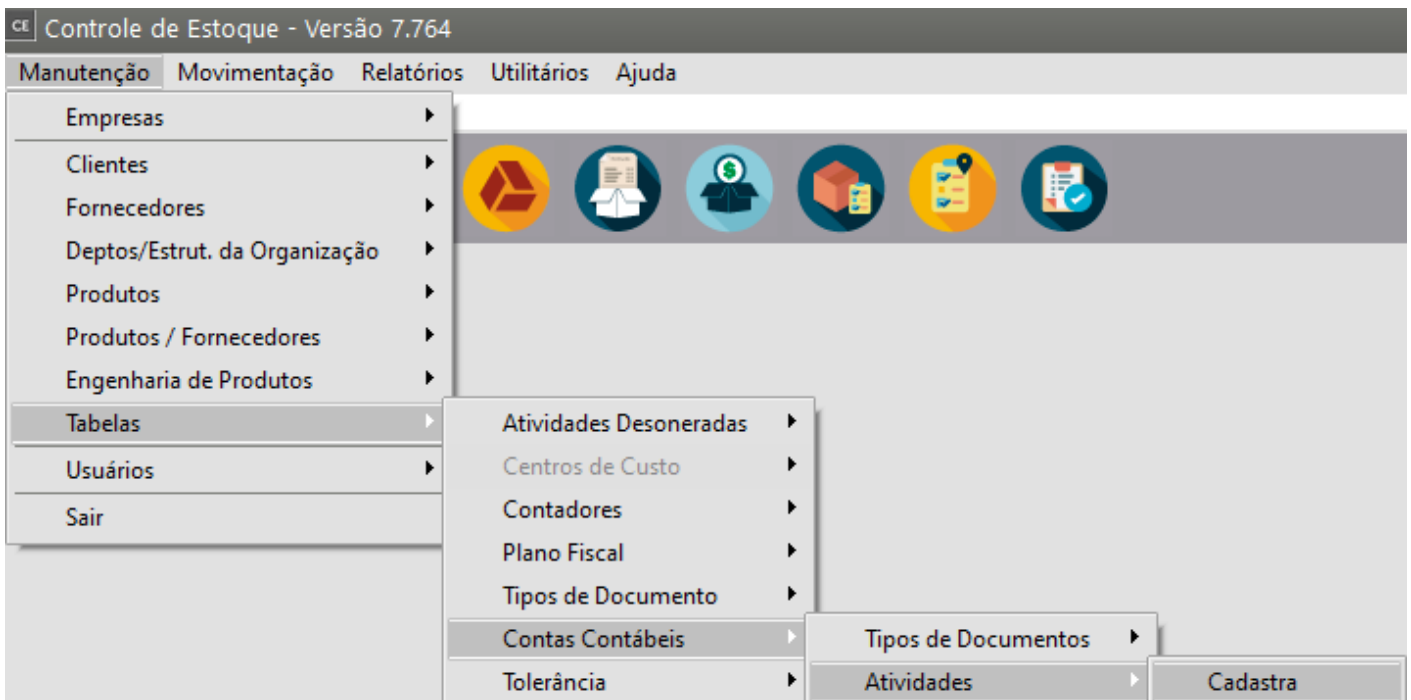 CE Controle de Estoque - Versão 7.764
Manutenção Movimentação Relatórios Utilitários Ajuda
Empresas
Clientes
Fornecedores
Deptos/Estrut. da Organização
Produtos
Produtos / Fornecedores
Engenharia de Produtos
Tabelas
Usuários
Sair
Atividades Desoneradas
Centros de Custo
Contadores
Plano Fiscal
Tipos de Documento
Contas Contábeis
Tolerância
Tipos de Documentos
Atividades
Cadastra